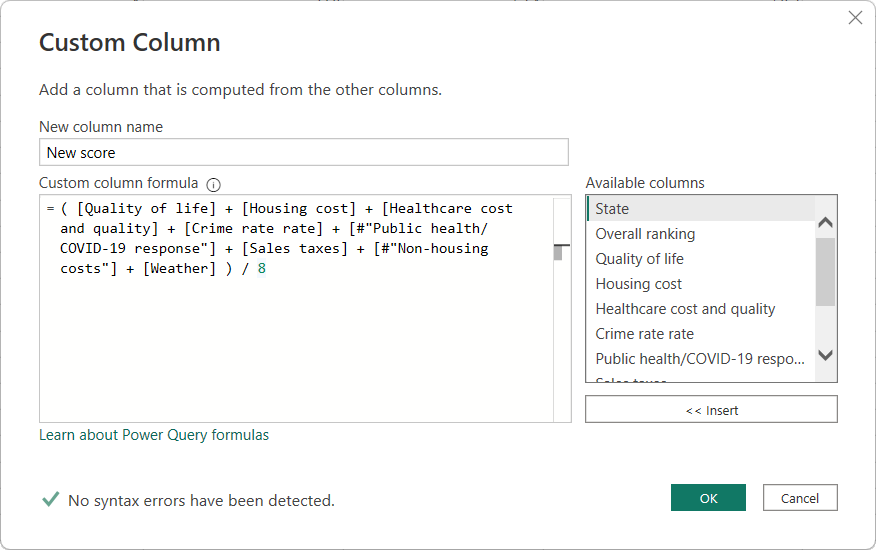 Custom Column
Add a column that is computed from the other columns.
New column name
New score
Custom column formula
= ( [Quality of life] + [Housing cost] + [Healthcare cost
and quality] + [Crime rate rate] + [#"Public health/
COVID-19 response"] + [Sales taxes] + [#"Non-housing
costs"] + [Weather] ) / 8
Available columns
State
Overall ranking
Quality of life
Housing cost
Healthcare cost and quality
Crime rate rate
Public health/COVID-19 respo...
Sales taxes
<< Insert
Learn about Power Query formulas
No syntax errors have been detected.
OK
Cancel